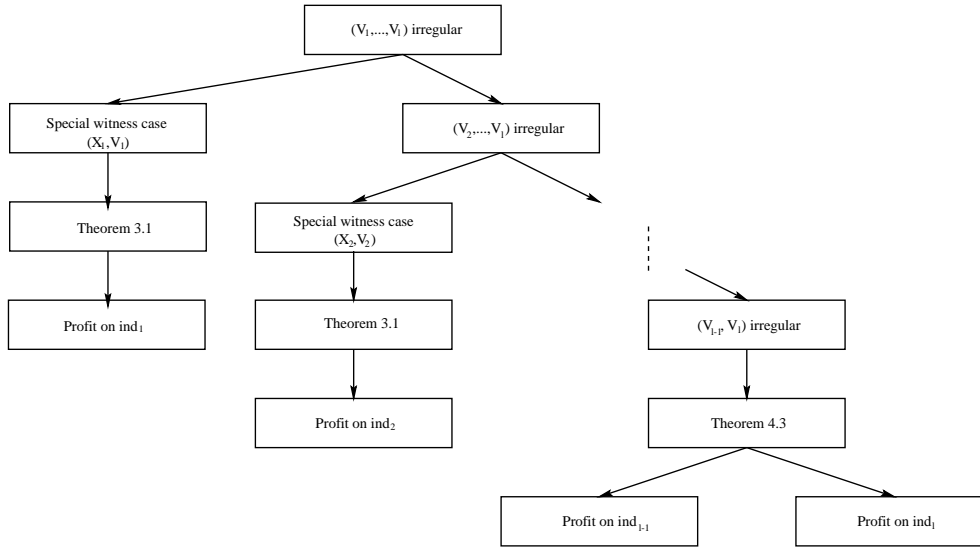 (V₁,...,Vₗ) irregular
Special witness case
(X₁,V₁)
(V₂,...,Vₗ) irregular
Theorem 3.1
Special witness case
(X₂,V₂)
Profit on ind₁
Theorem 3.1
(Vₗ₋₁, Vₗ) irregular
Profit on ind₂
Theorem 4.3
Profit on indₗ₋₁
Profit on indₗ